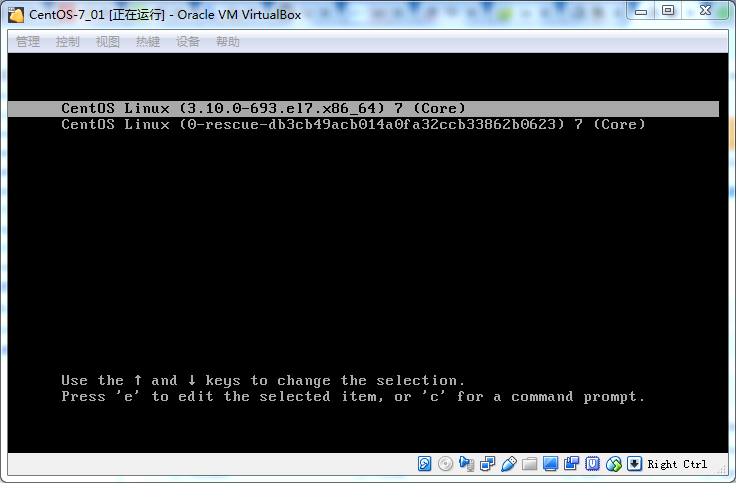 CentOS-7_01 [正在运行] - Oracle VM VirtualBox
管理 控制 视图 热键 设备 帮助
CentOS Linux (3.10.0-693.el7.x86_64) 7 (Core)
CentOS Linux (0-rescue-db3cb49acb014a0fa32ccb33862b0623) 7 (Core)
Use the ↑ and ↓ keys to change the selection.
Press 'e' to edit the selected item, or 'c' for a command prompt.
Right Ctrl